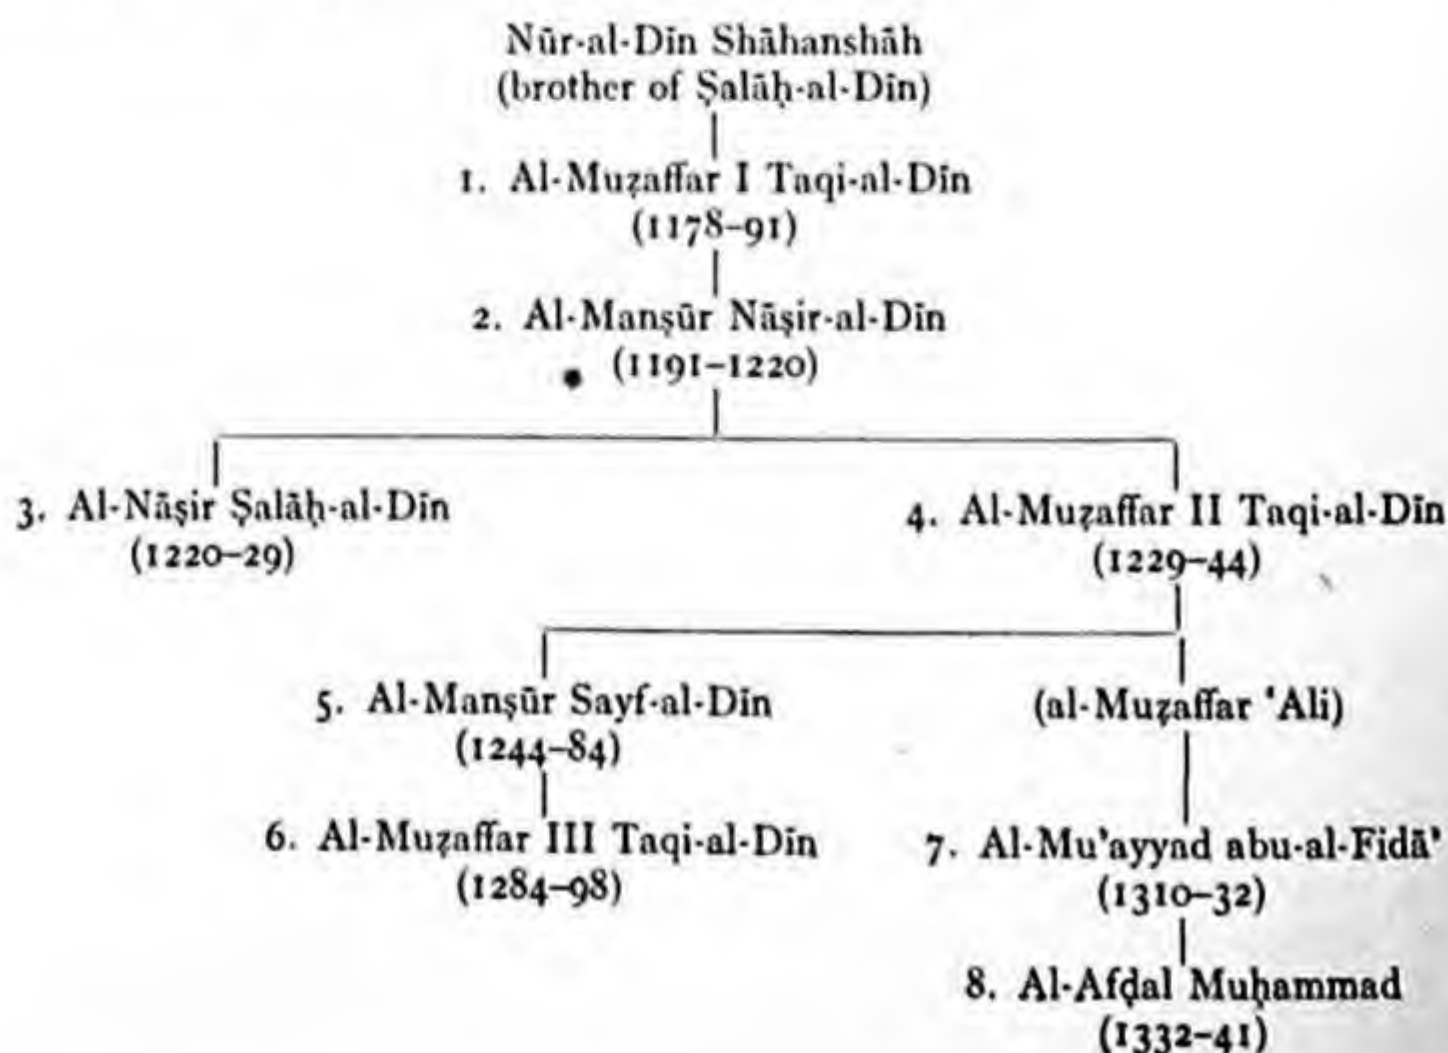 Nūr-al-Dīn Shāhanshāh
(brother of Ṣalāḥ-al-Dīn)
1. Al-Muẓaffar I Taqi-al-Dīn
(1178–91)
2. Al-Manṣūr Nāṣir-al-Dīn
(1191–1220)
3. Al-Nāṣir Ṣalāḥ-al-Dīn
(1220–29)
4. Al-Muẓaffar II Taqi-al-Dīn
(1229–44)
5. Al-Manṣūr Sayf-al-Dīn
(1244–84)
(al-Muẓaffar ʿAli)
6. Al-Muẓaffar III Taqi-al-Dīn
(1284–98)
7. Al-Mu’ayyad abu-al-Fidā’
(1310–32)
8. Al-Afḍal Muḥammad
(1332–41)